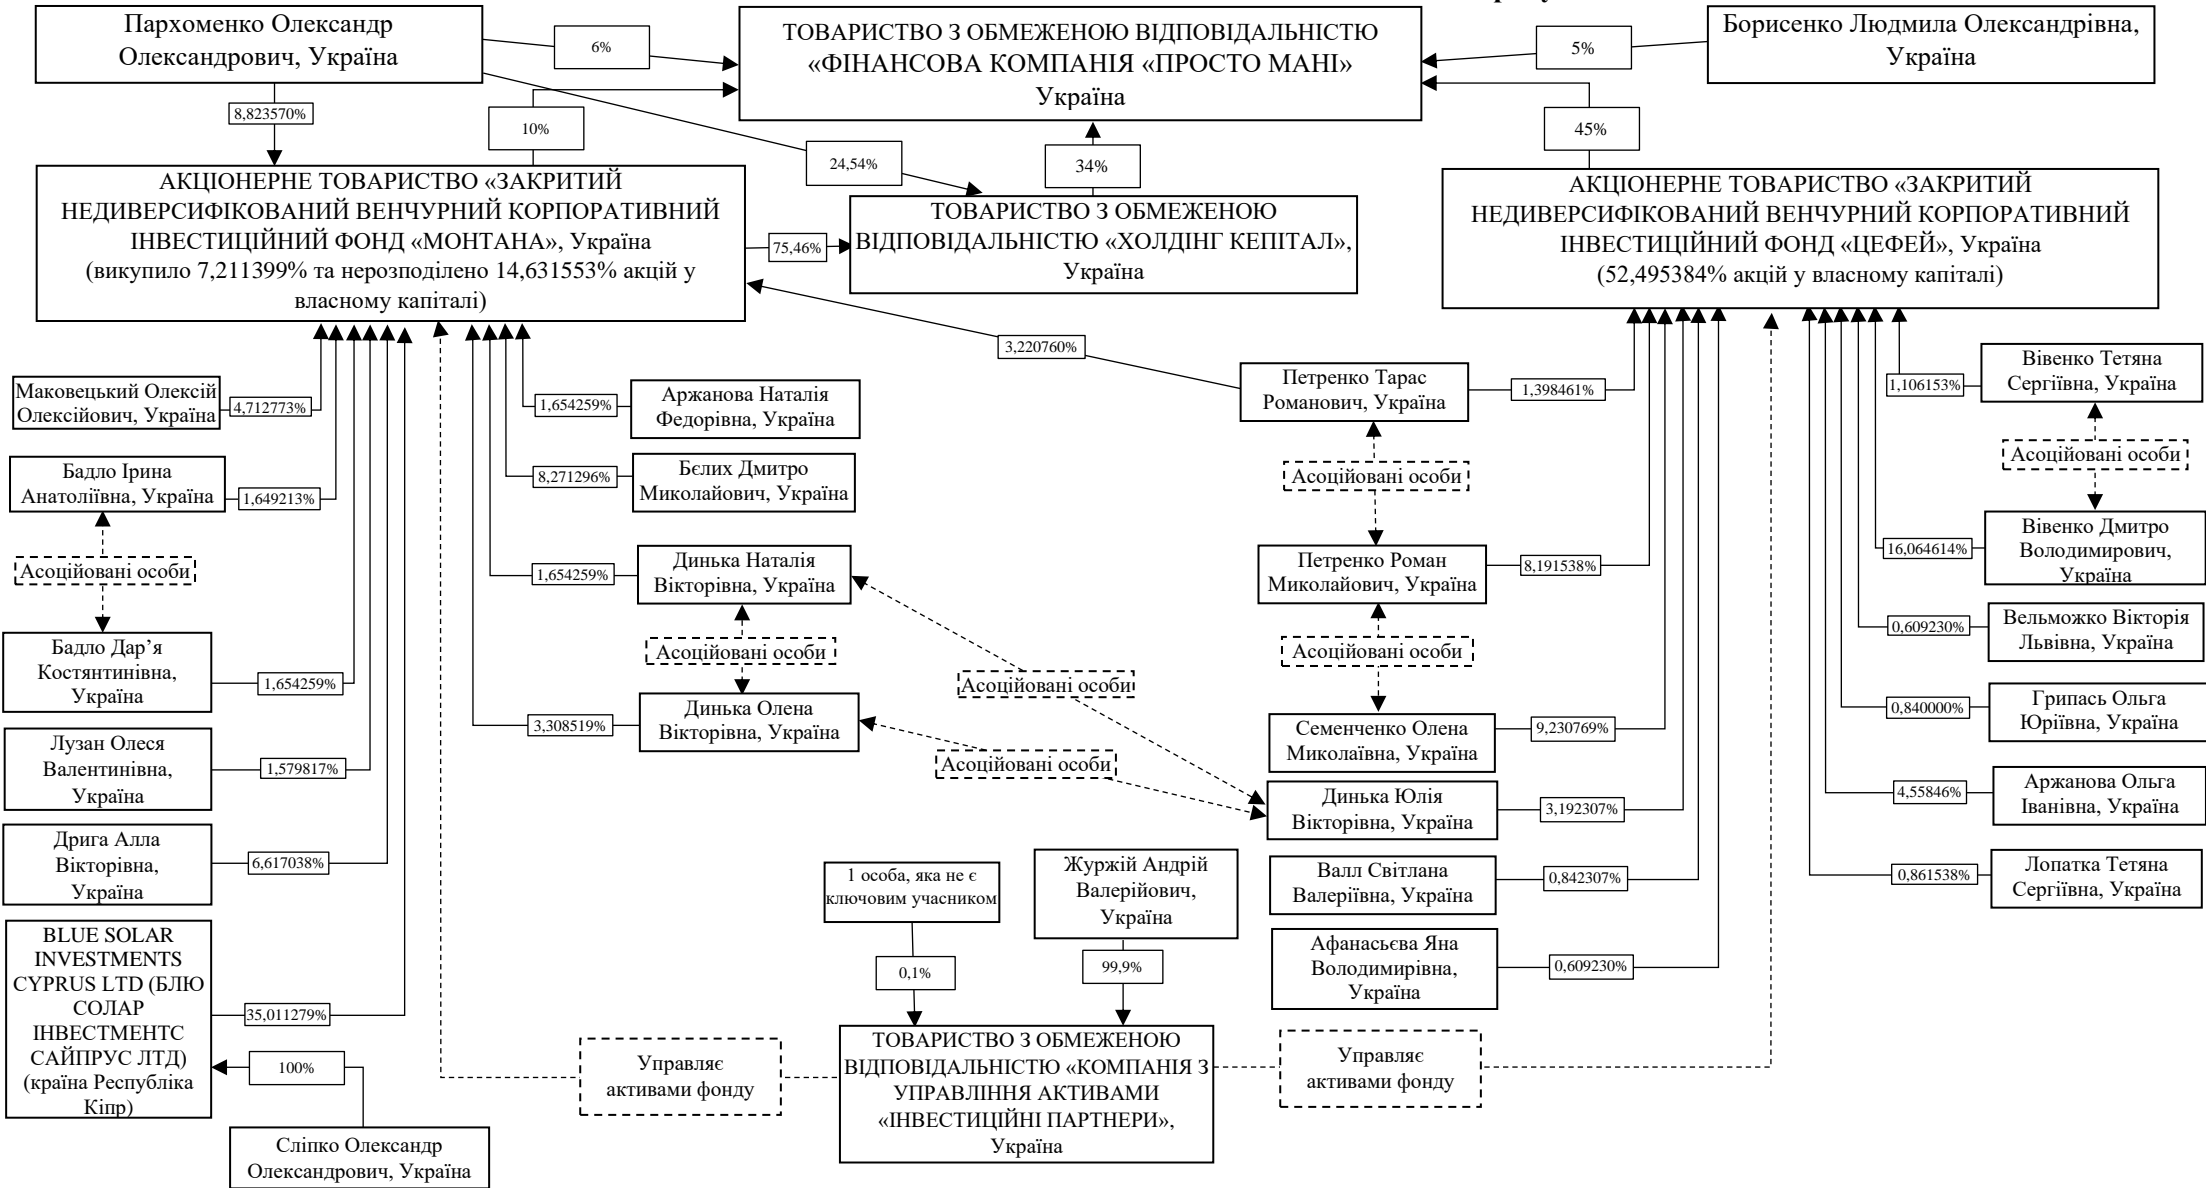 Пархоменко Олександр
Олександрович, Україна
6%
ТОВАРИСТВО З ОБМЕЖЕНОЮ ВІДПОВІДАЛЬНІСТЮ
«ФІНАНСОВА КОМПАНІЯ «ПРОСТО МАНІ»
Україна
5%
Борисенко Людмила Олександрівна,
Україна
8,823570%
10%
24,54%
34%
45%
АКЦІОНЕРНЕ ТОВАРИСТВО «ЗАКРИТИЙ
НЕДИВЕРСИФІКОВАНИЙ ВЕНЧУРНИЙ КОРПОРАТИВНИЙ
ІНВЕСТИЦІЙНИЙ ФОНД «МОНТАНА», Україна
(викупило 7,211399% та нерозподілено 14,631553% акцій у
власному капіталі)
75,46%
ТОВАРИСТВО З ОБМЕЖЕНОЮ
ВІДПОВІДАЛЬНІСТЮ «ХОЛДІНГ КЕПІТАЛ»,
Україна
АКЦІОНЕРНЕ ТОВАРИСТВО «ЗАКРИТИЙ
НЕДИВЕРСИФІКОВАНИЙ ВЕНЧУРНИЙ КОРПОРАТИВНИЙ
ІНВЕСТИЦІЙНИЙ ФОНД «ЦЕФЕЙ», Україна
(52,495384% акцій у власному капіталі)
3,220760%
Маковецький Олексій
Олексійович, Україна
4,712773%
Бадло Ірина
Анатоліївна, Україна
1,649213%
Асоційовані особи
Бадло Дар’я
Костянтинівна,
Україна
1,654259%
Лузан Олеся
Валентинівна,
Україна
1,579817%
Дрига Алла
Вікторівна,
Україна
6,617038%
BLUE SOLAR
INVESTMENTS
CYPRUS LTD (БЛЮ
СОЛАР
ІНВЕСТМЕНТС
САЙПРУС ЛТД)
(країна Республіка
Кіпр)
35,011279%
100%
Сліпко Олександр
Олександрович, Україна
1,654259%
Аржанова Наталія
Федорівна, Україна
8,271296%
Бєлих Дмитро
Миколайович, Україна
1,654259%
Динька Наталія
Вікторівна, Україна
Асоційовані особи
3,308519%
Динька Олена
Вікторівна, Україна
Асоційовані особи
Асоційовані особи
1 особа, яка не є
ключовим учасником
0,1%
Журжій Андрій
Валерійович,
Україна
99,9%
Управляє
активами фонду
ТОВАРИСТВО З ОБМЕЖЕНОЮ
ВІДПОВІДАЛЬНІСТЮ «КОМПАНІЯ З
УПРАВЛІННЯ АКТИВАМИ
«ІНВЕСТИЦІЙНІ ПАРТНЕРИ»,
Україна
Управляє
активами фонду
Петренко Тарас
Романович, Україна
1,398461%
Асоційовані особи
Петренко Роман
Миколайович, Україна
8,191538%
Асоційовані особи
Семенченко Олена
Миколаївна, Україна
9,230769%
Динька Юлія
Вікторівна, Україна
3,192307%
Валл Світлана
Валеріївна, Україна
0,842307%
Афанасьєва Яна
Володимирівна,
Україна
0,609230%
1,106153%
Вівенко Тетяна
Сергіївна, Україна
Асоційовані особи
16,064614%
Вівенко Дмитро
Володимирович,
Україна
0,609230%
Вельможко Вікторія
Львівна, Україна
0,840000%
Грипась Ольга
Юріївна, Україна
4,55846%
Аржанова Ольга
Іванівна, Україна
0,861538%
Лопатка Тетяна
Сергіївна, Україна